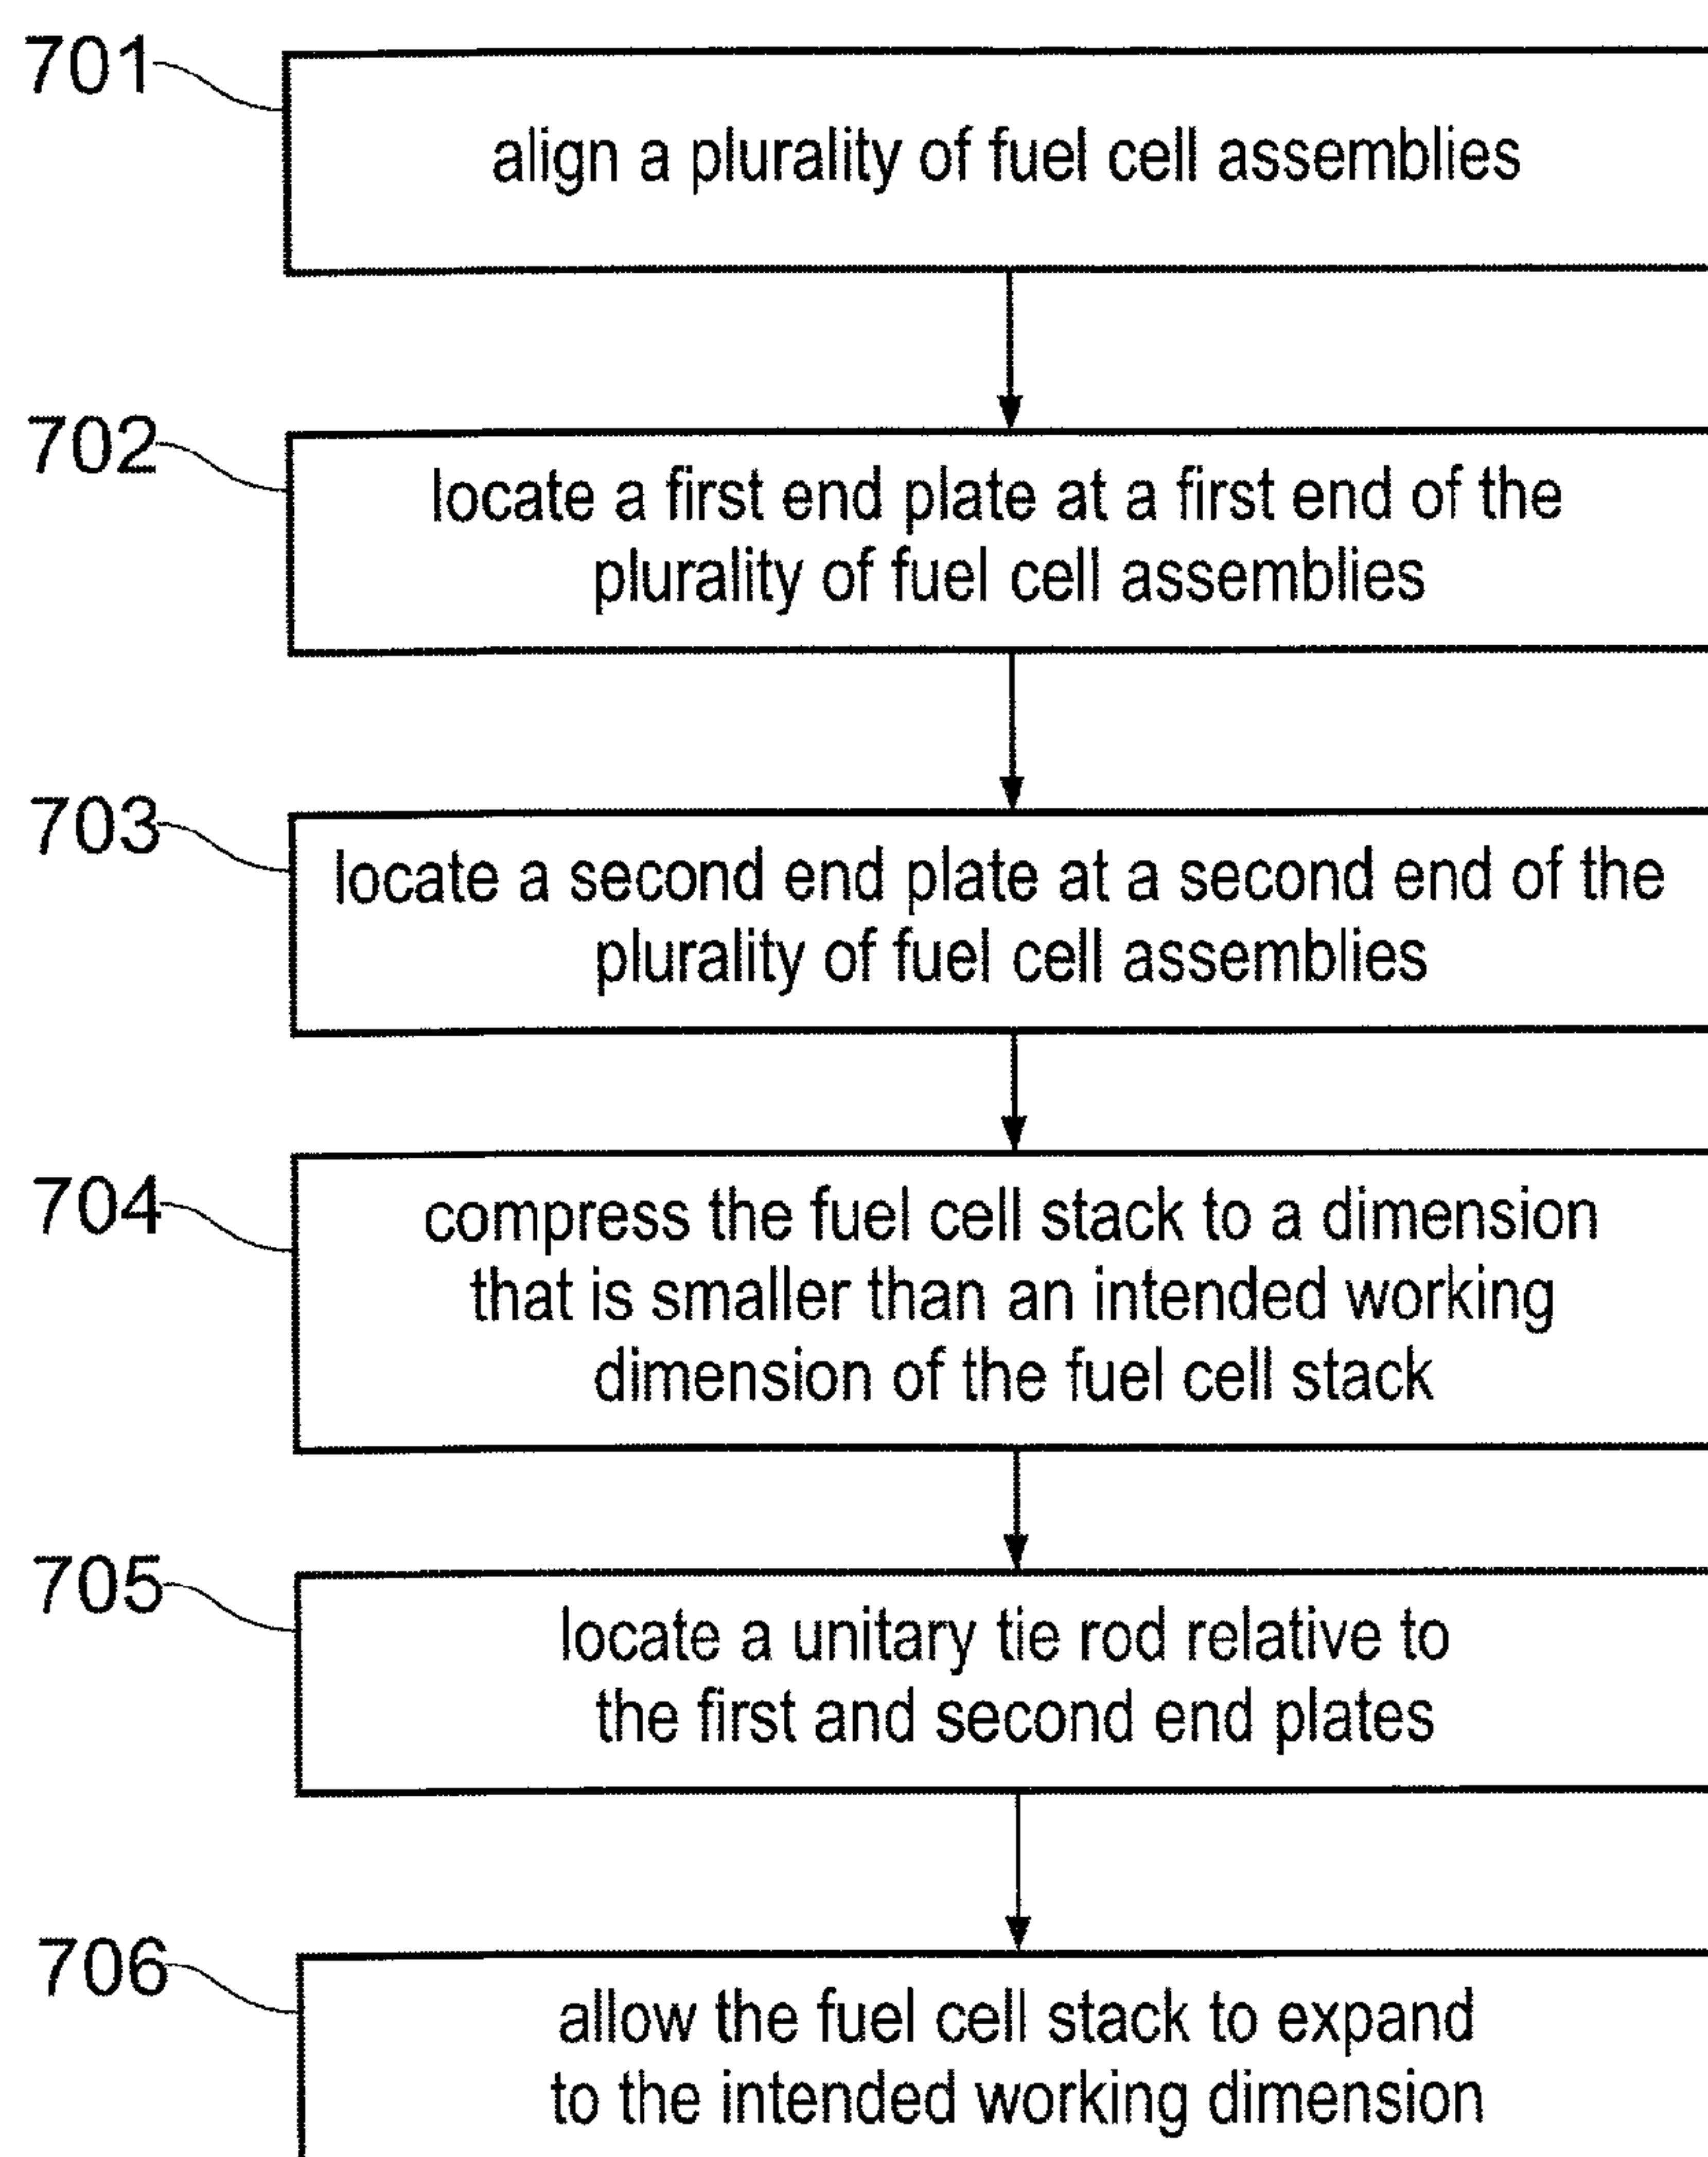 701
align a plurality of fuel cell assemblies
702
locate a first end plate at a first end of the
plurality of fuel cell assemblies
703
locate a second end plate at a second end of the
plurality of fuel cell assemblies
704
compress the fuel cell stack to a dimension
that is smaller than an intended working
dimension of the fuel cell stack
705
locate a unitary tie rod relative to
the first and second end plates
706
allow the fuel cell stack to expand
to the intended working dimension